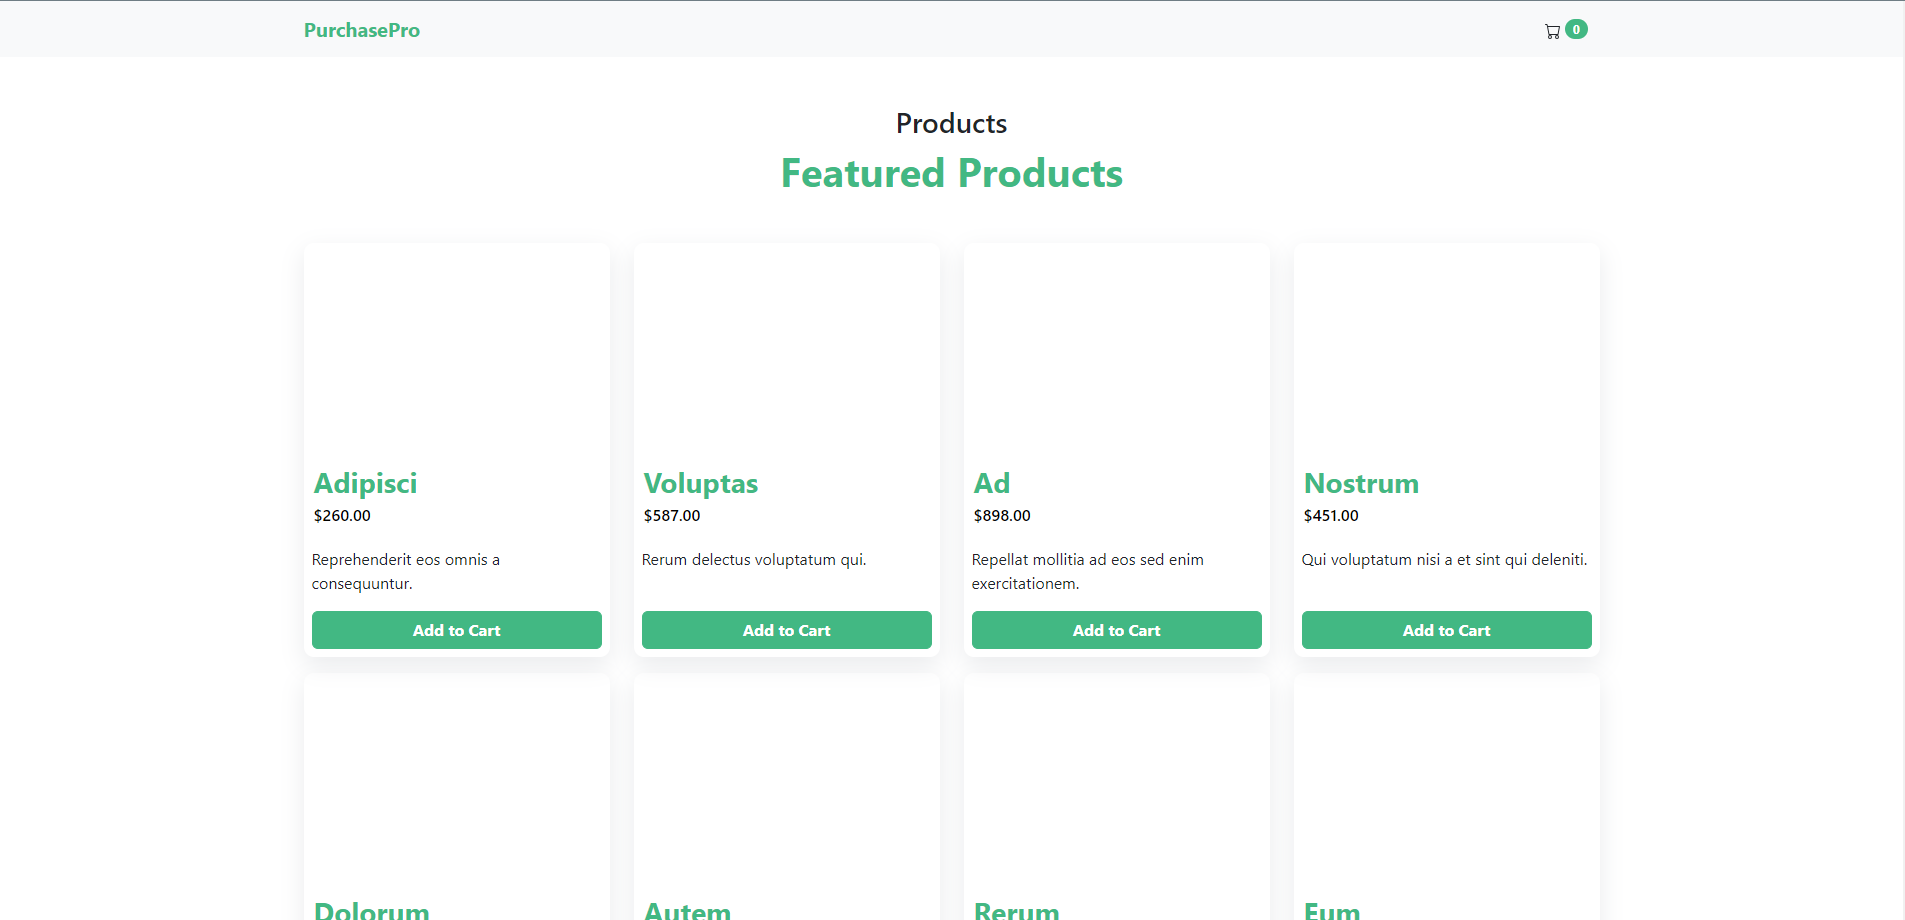 PurchasePro
0
Products
Featured Products
Adipisci
$260.00
Reprehenderit eos omnis a
consequuntur.
Add to Cart
Voluptas
$587.00
Rerum delectus voluptatum qui.
Add to Cart
Ad
$898.00
Repellat mollitia ad eos sed enim
exercitationem.
Add to Cart
Nostrum
$451.00
Qui voluptatum nisi a et sint qui deleniti.
Add to Cart
Dolorum
Autem
Rerum
Eum